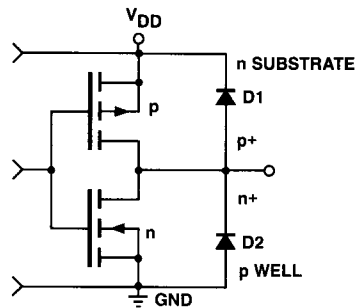 VDD
n SUBSTRATE
D1
p
p+
n+
n
D2
p WELL
GND